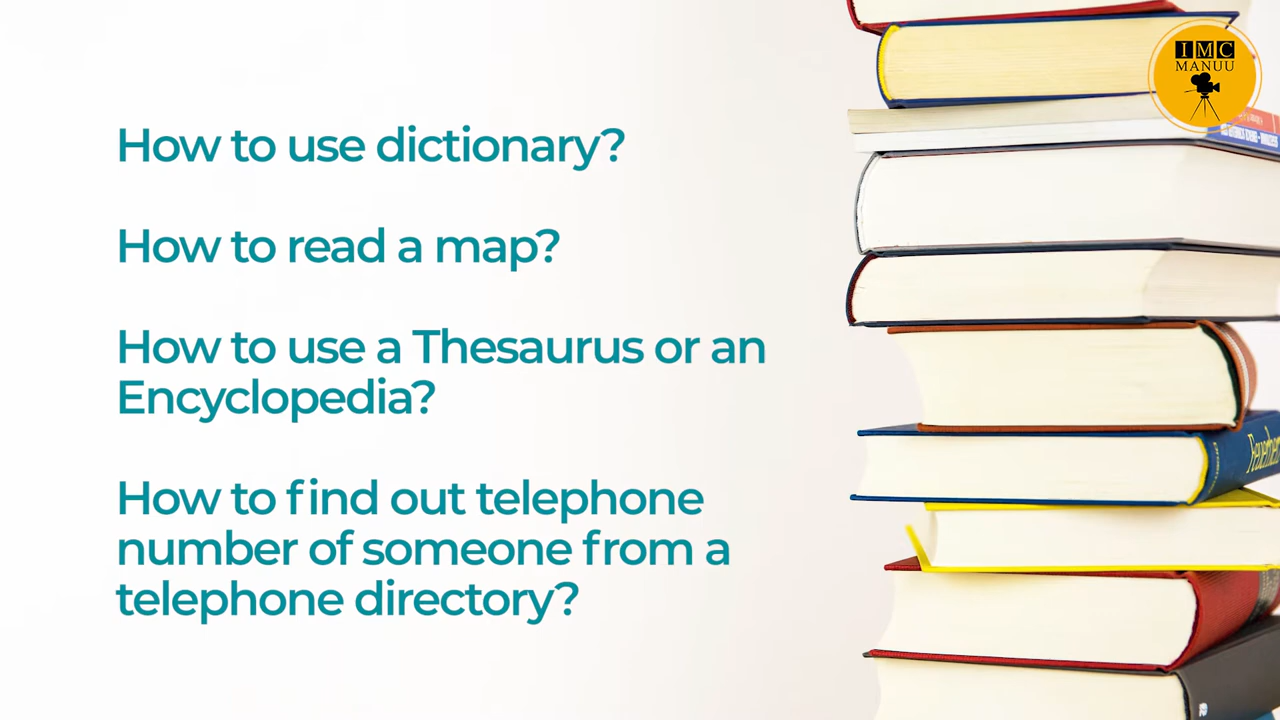 IMC
MANUU
How to use dictionary?
How to read a map?
How to use a Thesaurus or an
Encyclopedia?
How to find out telephone
number of someone from a
telephone directory?